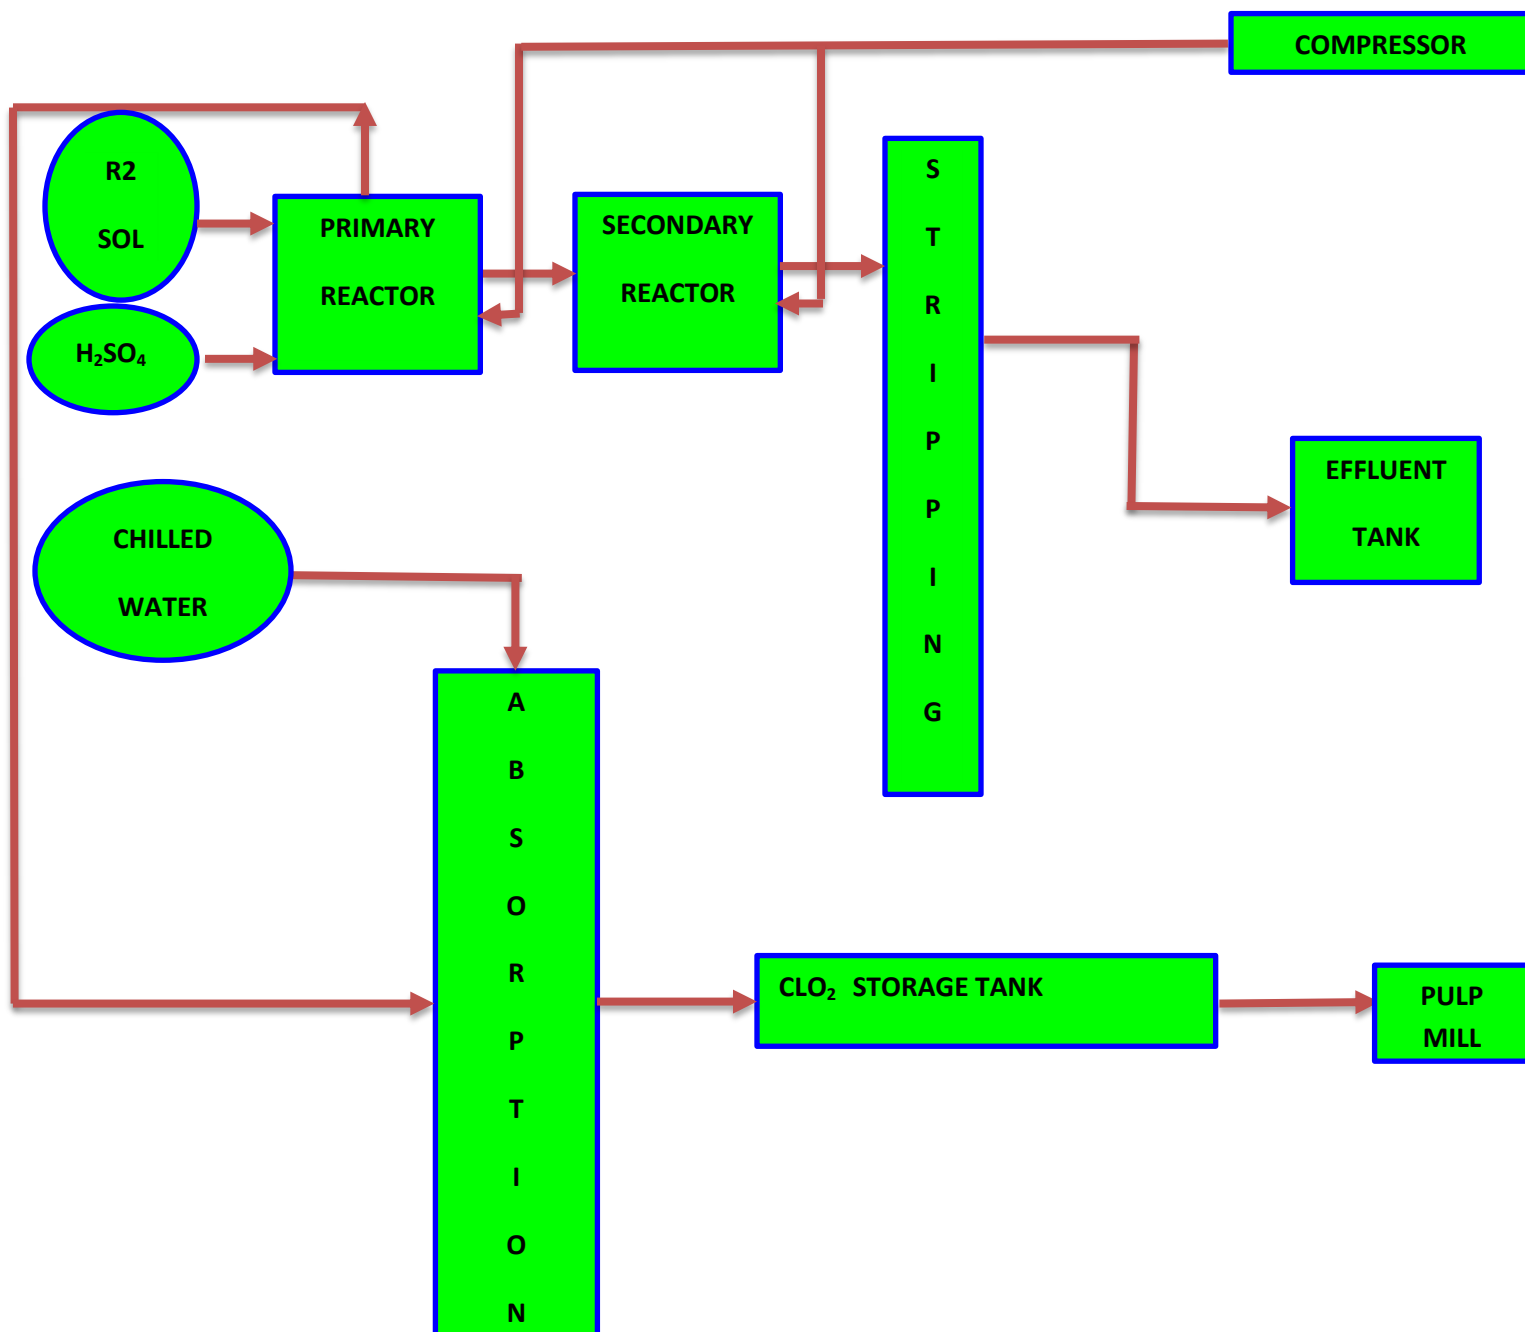 COMPRESSOR
R2
SOL
PRIMARY
REACTOR
SECONDARY
REACTOR
H₂SO₄
S
T
R
I
P
P
I
N
G
EFFLUENT
TANK
CHILLED
WATER
A
B
S
O
R
P
T
I
O
N
CLO₂ STORAGE TANK
PULP
MILL